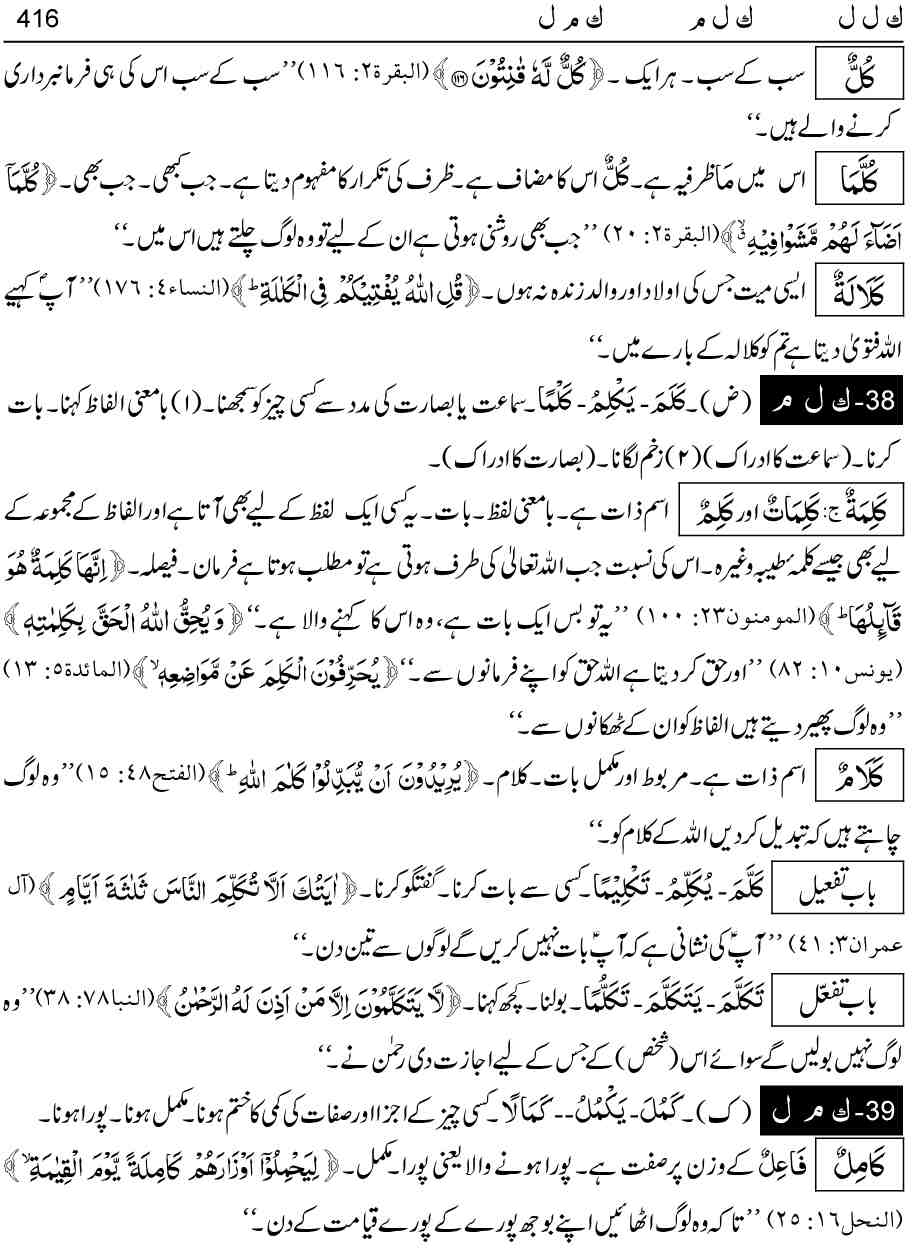 416 ك ل ل ك ل م ك م ل
كُلٌّ سب کے سب۔ ہر ایک۔ ﴿كُلٌّ لَّهٗ قٰنِتُوْنَ ۝۱۱۶﴾ (البقرة۲: ۱۱۶) ’’سب کے سب اس کی ہی فرمانبرداری
کرنے والے ہیں۔‘‘
كُلَّمَا اس میں مَا ظرفیہ ہے۔ كُلٌّ اس کا مضاف ہے۔ ظرف کی تکرار کا مفہوم دیتا ہے۔ جب کبھی۔ جب بھی۔ ﴿كُلَّمَآ
اَضَآءَ لَهُمْ مَّشَوْا فِيْهِ ۙ﴾ (البقرة۲: ۲۰) ’’جب بھی روشنی ہوتی ہے ان کے لیے تو وہ لوگ چلتے ہیں اس میں۔‘‘
كَلَالَةٌ ایسی میت جس کی اولاد اور والد زندہ نہ ہوں۔ ﴿قُلِ اللّٰهُ يُفْتِيْكُمْ فِي الْكَلٰلَةِ ؕ﴾ (النساء۴: ۱۷۶) ’’آپؐ کہیے
اللہ فتویٰ دیتا ہے تم کو کلالہ کے بارے میں۔‘‘
38- ك ل م (ض)۔ كَلَمَ - يَكْلِمُ - كَلْمًا۔ سماعت یا بصارت کی مدد سے کسی چیز کو سمجھنا۔ (۱) بامعنی الفاظ کہنا۔ بات
کرنا۔ (سماعت کا ادراک) (۲) زخم لگانا۔ (بصارت کا ادراک)۔
كَلِمَةٌ ج: كَلِمَاتٌ اور كَلِمٌ اسم ذات ہے۔ بامعنی لفظ۔ بات۔ یہ کسی ایک لفظ کے لیے بھی آتا ہے اور الفاظ کے مجموعہ کے
لیے بھی جیسے کلمۂ طیبہ وغیرہ۔ اس کی نسبت جب اللہ تعالیٰ کی طرف ہوتی ہے تو مطلب ہوتا ہے فرمان۔ فیصلہ۔ ﴿اِنَّهَا كَلِمَةٌ هُوَ
قَآىِٕلُهَا ؕ﴾ (المومنون۲۳: ۱۰۰) ’’یہ تو بس ایک بات ہے، وہ اس کا کہنے والا ہے۔‘‘ ﴿وَيُحِقُّ اللّٰهُ الْحَقَّ بِكَلِمٰتِهٖ﴾
(یونس۱۰: ۸۲) ’’اور حق کر دیتا ہے اللہ حق کو اپنے فرمانوں سے۔‘‘ ﴿يُحَرِّفُوْنَ الْكَلِمَ عَنْ مَّوَاضِعِهٖ ۙ﴾ (المائدة۵: ۱۳)
’’وہ لوگ پھیر دیتے ہیں الفاظ کو ان کے ٹھکانوں سے۔‘‘
كَلَامٌ اسم ذات ہے۔ مربوط اور مکمل بات۔ کلام۔ ﴿يُرِيْدُوْنَ اَنْ يُّبَدِّلُوْا كَلٰمَ اللّٰهِ ؕ﴾ (الفتح۴۸: ۱۵) ’’وہ لوگ
چاہتے ہیں کہ تبدیل کر دیں اللہ کے کلام کو۔‘‘
باب تفعیل كَلَّمَ - يُكَلِّمُ - تَكْلِيْمًا۔ کسی سے بات کرنا۔ گفتگو کرنا۔ ﴿اٰيَتُكَ اَلَّا تُكَلِّمَ النَّاسَ ثَلٰثَةَ اَيَّامٍ﴾ (آل
عمران۳: ۴۱) ’’آپؑ کی نشانی ہے کہ آپؑ بات نہیں کریں گے لوگوں سے تین دن۔‘‘
باب تفعّل تَكَلَّمَ - يَتَكَلَّمَ - تَكَلُّمًا۔ بولنا۔ کچھ کہنا۔ ﴿لَّا يَتَكَلَّمُوْنَ اِلَّا مَنْ اَذِنَ لَهُ الرَّحْمٰنُ﴾ (النبا۷۸: ۳۸) ’’وہ
لوگ نہیں بولیں گے سوائے اس (شخص) کے جس کے لیے اجازت دی رحمٰن نے۔‘‘
39- ك م ل (ک)۔ كَمُلَ - يَكْمُلُ -- كَمَالًا۔ کسی چیز کے اجزا اور صفات کی کمی کا ختم ہونا۔ مکمل ہونا۔ پورا ہونا۔
كَامِلٌ فَاعِلٌ کے وزن پر صفت ہے۔ پورا ہونے والا یعنی پورا۔ مکمل۔ ﴿لِيَحْمِلُوْٓا اَوْزَارَهُمْ كَامِلَةً يَّوْمَ الْقِيٰمَةِ ۙ﴾
(النحل۱۶: ۲۵) ’’تا کہ وہ لوگ اٹھائیں اپنے بوجھ پورے کے پورے قیامت کے دن۔‘‘